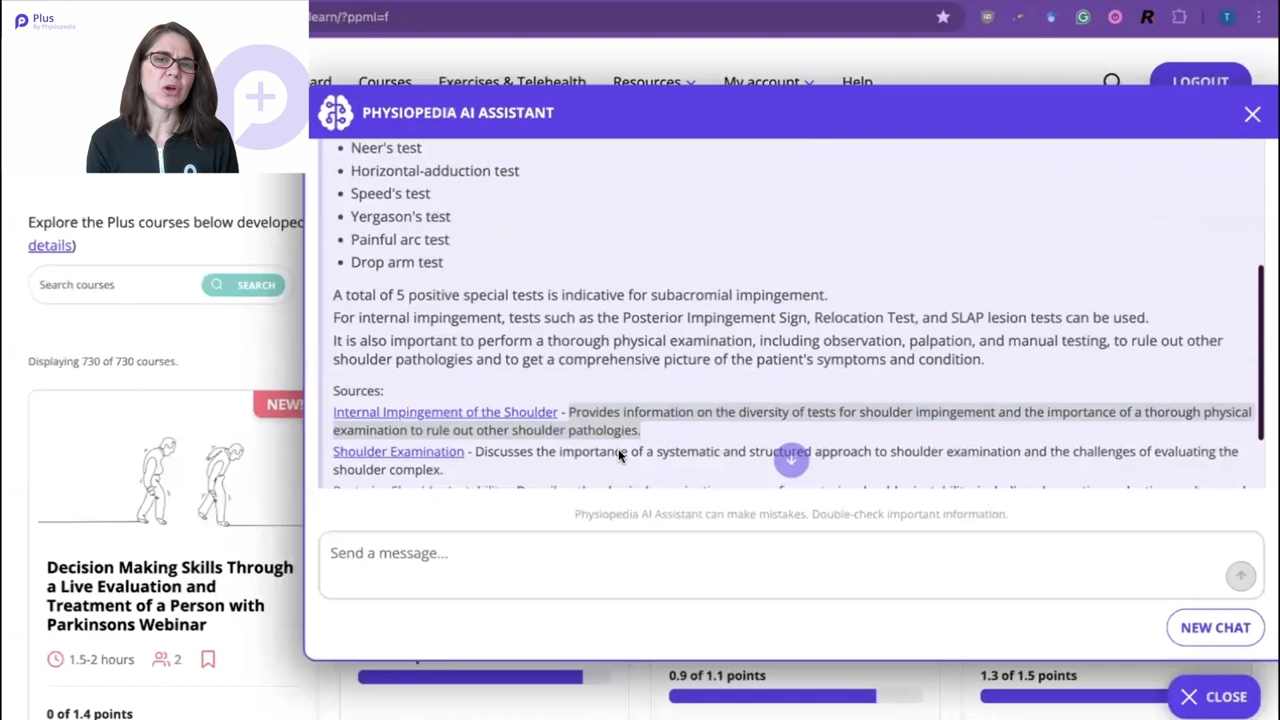 Plus
By Physiopedia
learn/?ppml=f
Courses
Exercises & Telehealth
Resources
My account
Help
LOGOUT
PHYSIOPEDIA AI ASSISTANT
• Neer's test
• Horizontal-adduction test
• Speed's test
• Yergason's test
• Painful arc test
• Drop arm test
A total of 5 positive special tests is indicative for subacromial impingement.
For internal impingement, tests such as the Posterior Impingement Sign, Relocation Test, and SLAP lesion tests can be used.
It is also important to perform a thorough physical examination, including observation, palpation, and manual testing, to rule out other
shoulder pathologies and to get a comprehensive picture of the patient's symptoms and condition.
Sources:
Internal Impingement of the Shoulder - Provides information on the diversity of tests for shoulder impingement and the importance of a thorough physical
examination to rule out other shoulder pathologies.
Shoulder Examination - Discusses the importance of a systematic and structured approach to shoulder examination and the challenges of evaluating the
shoulder complex.
Physiopedia AI Assistant can make mistakes. Double-check important information.
Send a message...
NEW CHAT
CLOSE
Explore the Plus courses below developed
details)
Search courses
SEARCH
Displaying 730 of 730 courses.
NEW!
Decision Making Skills Through
a Live Evaluation and
Treatment of a Person with
Parkinsons Webinar
1.5-2 hours
2
0 of 1.4 points
0.9 of 1.1 points
1.3 of 1.5 points